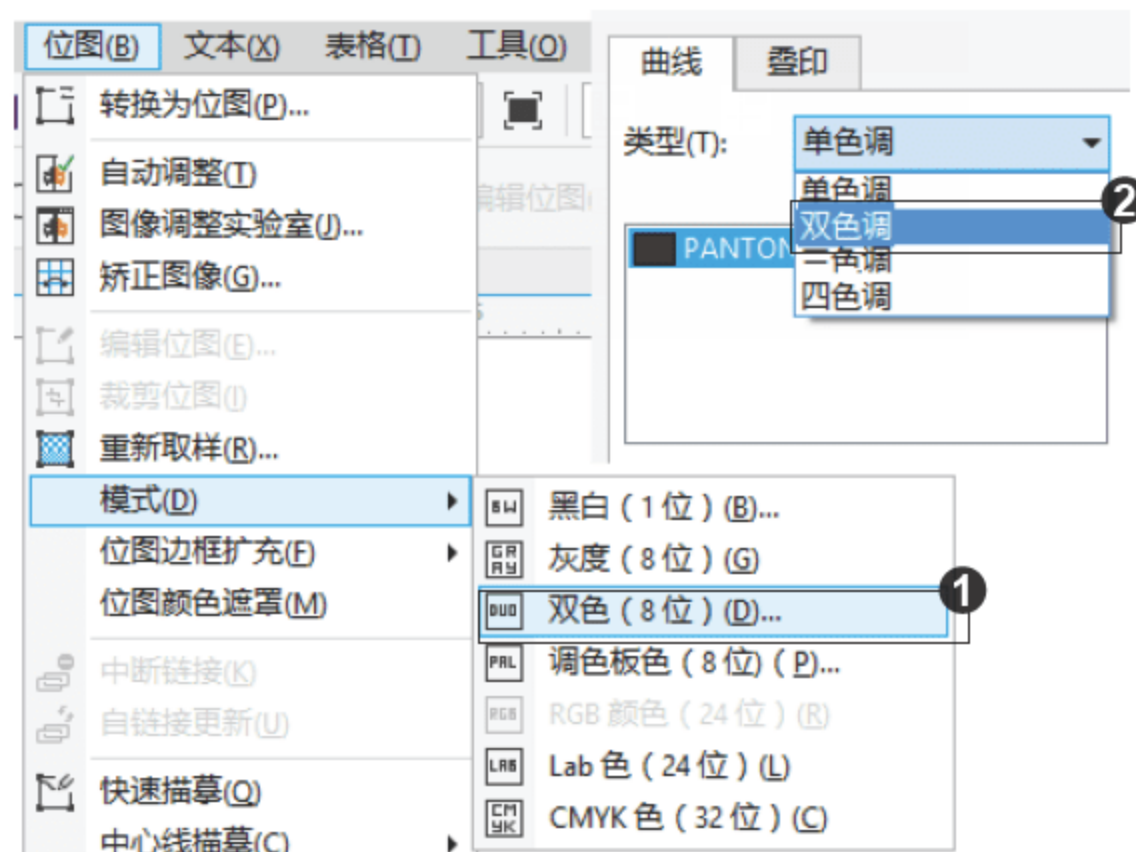 位图(B) 文本(X) 表格(T) 工具(O)
转换为位图(P)...
自动调整(T)
图像调整实验室(J)...
矫正图像(G)...
编辑位图(E)...
裁剪位图(I)
重新取样(R)...
模式(D)
位图边框扩充(F)
位图颜色遮罩(M)
中断链接(K)
自链接更新(U)
快速描摹(Q)
中心线描摹(C)
编辑位图
曲线 叠印
类型(T): 单色调
单色调
双色调
三色调
四色调
2
PANTON
BW 黑白（1位）(B)...
GRAY 灰度（8位）(G)
DUO 双色（8位）(D)...
1
PAL 调色板色（8位)（P)...
RGB RGB 颜色（24位）(R)
LAB Lab 色（24位）(L)
CMYK CMYK 色（32位）(C)